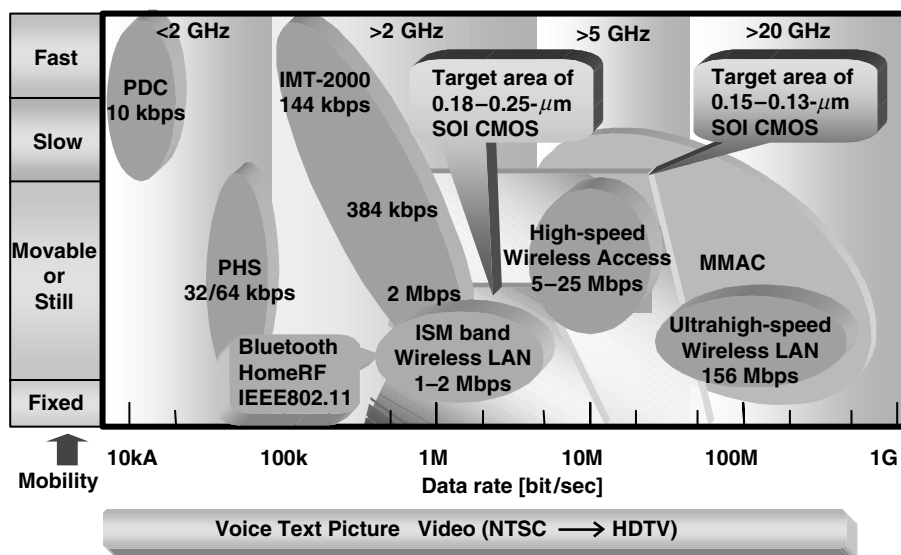 <2 GHz
>2 GHz
>5 GHz
>20 GHz
Fast
Slow
Movable
or
Still
Fixed
Mobility
PDC
10 kbps
IMT-2000
144 kbps
384 kbps
2 Mbps
Target area of
0.18–0.25-μm
SOI CMOS
Target area of
0.15–0.13-μm
SOI CMOS
PHS
32/64 kbps
High-speed
Wireless Access
5–25 Mbps
MMAC
Bluetooth
HomeRF
IEEE802.11
ISM band
Wireless LAN
1–2 Mbps
Ultrahigh-speed
Wireless LAN
156 Mbps
10kA 100k 1M 10M 100M 1G
Data rate [bit/sec]
Voice Text Picture Video (NTSC → HDTV)